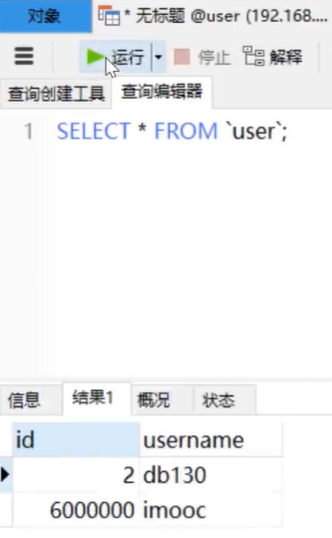 对象 * 无标题 @user (192.168....
运行 停止 解释
查询创建工具 查询编辑器
1 SELECT * FROM `user`;
信息 结果1 概况 状态
id username
2 db130
6000000 imooc